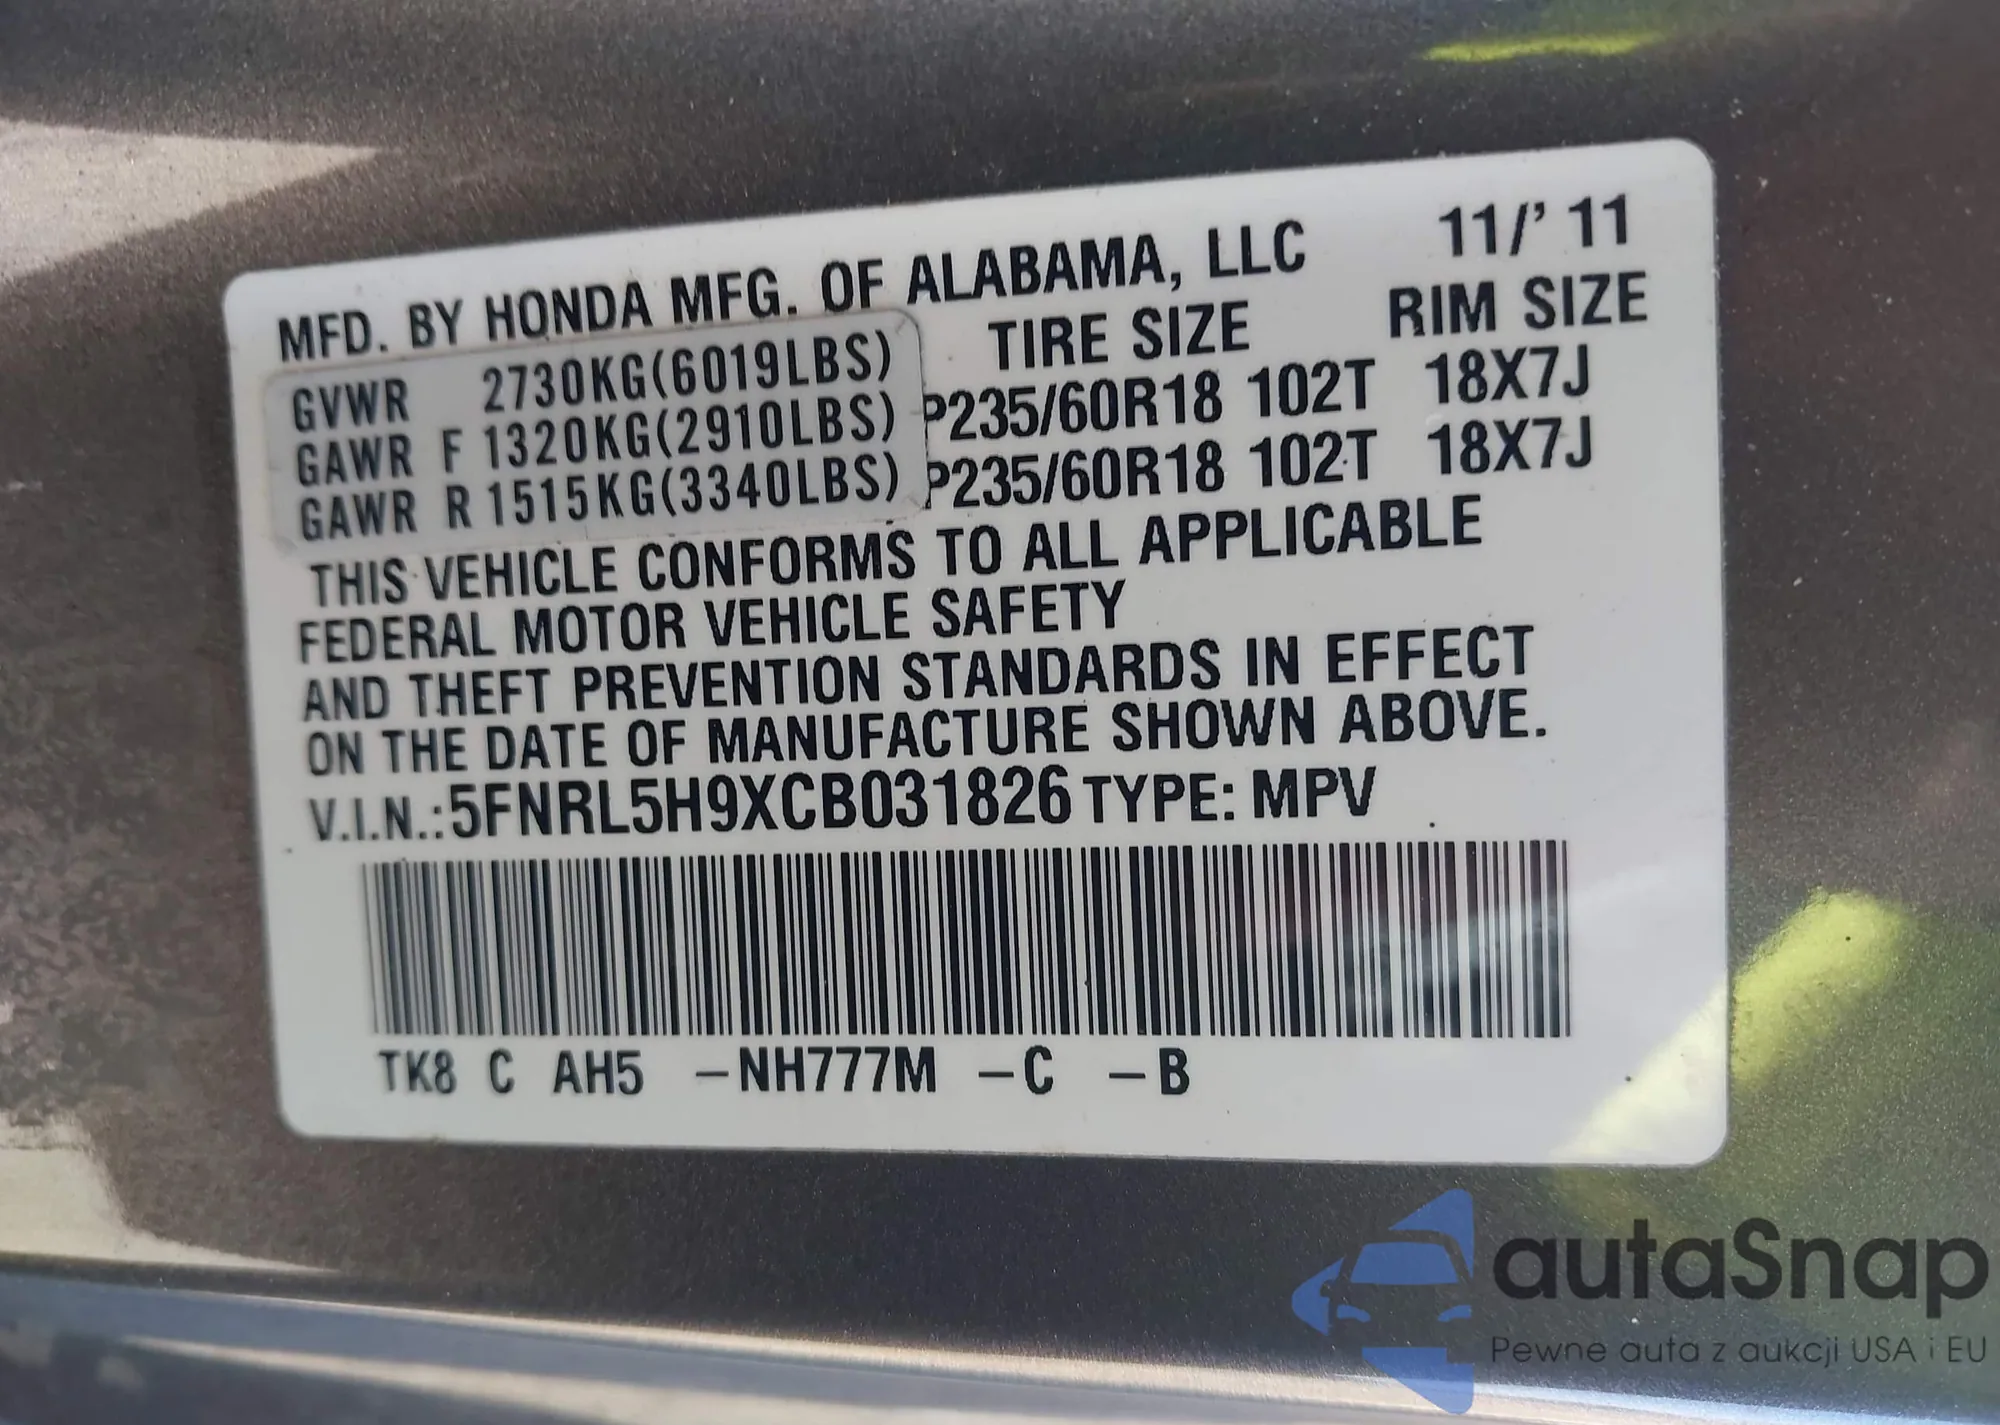 MFD. BY HONDA MFG. OF ALABAMA, LLC 11/'11
TIRE SIZE RIM SIZE
GVWR 2730KG(6019LBS)
GAWR F 1320KG(2910LBS) P235/60R18 102T 18X7J
GAWR R 1515KG(3340LBS) P235/60R18 102T 18X7J
THIS VEHICLE CONFORMS TO ALL APPLICABLE
FEDERAL MOTOR VEHICLE SAFETY
AND THEFT PREVENTION STANDARDS IN EFFECT
ON THE DATE OF MANUFACTURE SHOWN ABOVE.
V.I.N.:5FNRL5H9XCB031826 TYPE: MPV
TK8 C AH5 –NH777M –C –B
autaSnap
Pewne auta z aukcji USA i EU